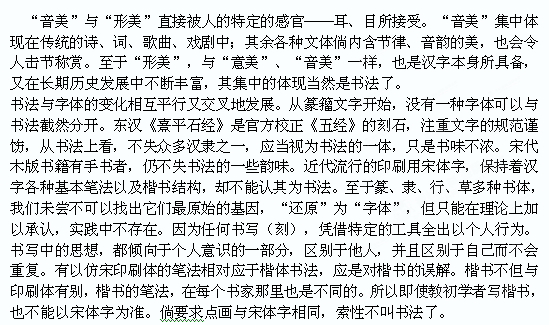 “音美”与“形美”直接被人的特定的感官——耳、目所接受。“音美”集中体
现在传统的诗、词、歌曲、戏剧中；其余各种文体倘内含节律、音韵的美，也会令
人击节称赏。至于“形美”，与“意美”、“音美”一样，也是汉字本身所具备，
又在长期历史发展中不断丰富，其集中的体现当然是书法了。
书法与字体的变化相互平行又交叉地发展。从篆籀文字开始，没有一种字体可以与
书法截然分开。东汉《熹平石经》是官方校正《五经》的刻石，注重文字的规范谨
饬，从书法上看，不失众多汉隶之一，应当视为书法的一体，只是书味不浓。宋代
木版书籍有手书者，仍不失书法的一些韵味。近代流行的印刷用宋体字，保持着汉
字各种基本笔法以及楷书结构，却不能认其为书法。至于篆、隶、行、草多种书体，
我们未尝不可以找出它们最原始的基因，“还原”为“字体”，但只能在理论上加
以承认，实践中不存在。因为任何书写（刻），凭借特定的工具全出以个人行为。
书写中的思想，都倾向于个人意识的一部分，区别于他人，并且区别于自己而不会
重复。有以仿宋印刷体的笔法相对应于楷体书法，应是对楷书的误解。楷书不但与
印刷体有别，楷书的笔法，在每个书家那里也是不同的。所以即使教初学者写楷书，
也不能以宋体字为准。倘要求点画与宋体字相同，索性不叫书法了。